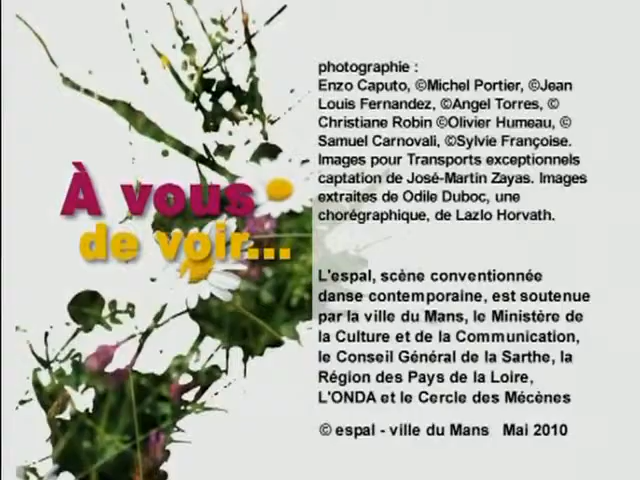 À vous
de voir...
photographie :
Enzo Caputo, ©Michel Portier, ©Jean
Louis Fernandez, ©Angel Torres, ©
Christiane Robin ©Olivier Humeau, ©
Samuel Carnovali, ©Sylvie Françoise.
Images pour Transports exceptionnels
captation de José-Martin Zayas. Images
extraites de Odile Duboc, une
chorégraphique, de Lazlo Horvath.
L'espal, scène conventionnée
danse contemporaine, est soutenue
par la ville du Mans, le Ministère de
la Culture et de la Communication,
le Conseil Général de la Sarthe, la
Région des Pays de la Loire,
L'ONDA et le Cercle des Mécènes
© espal - ville du Mans Mai 2010